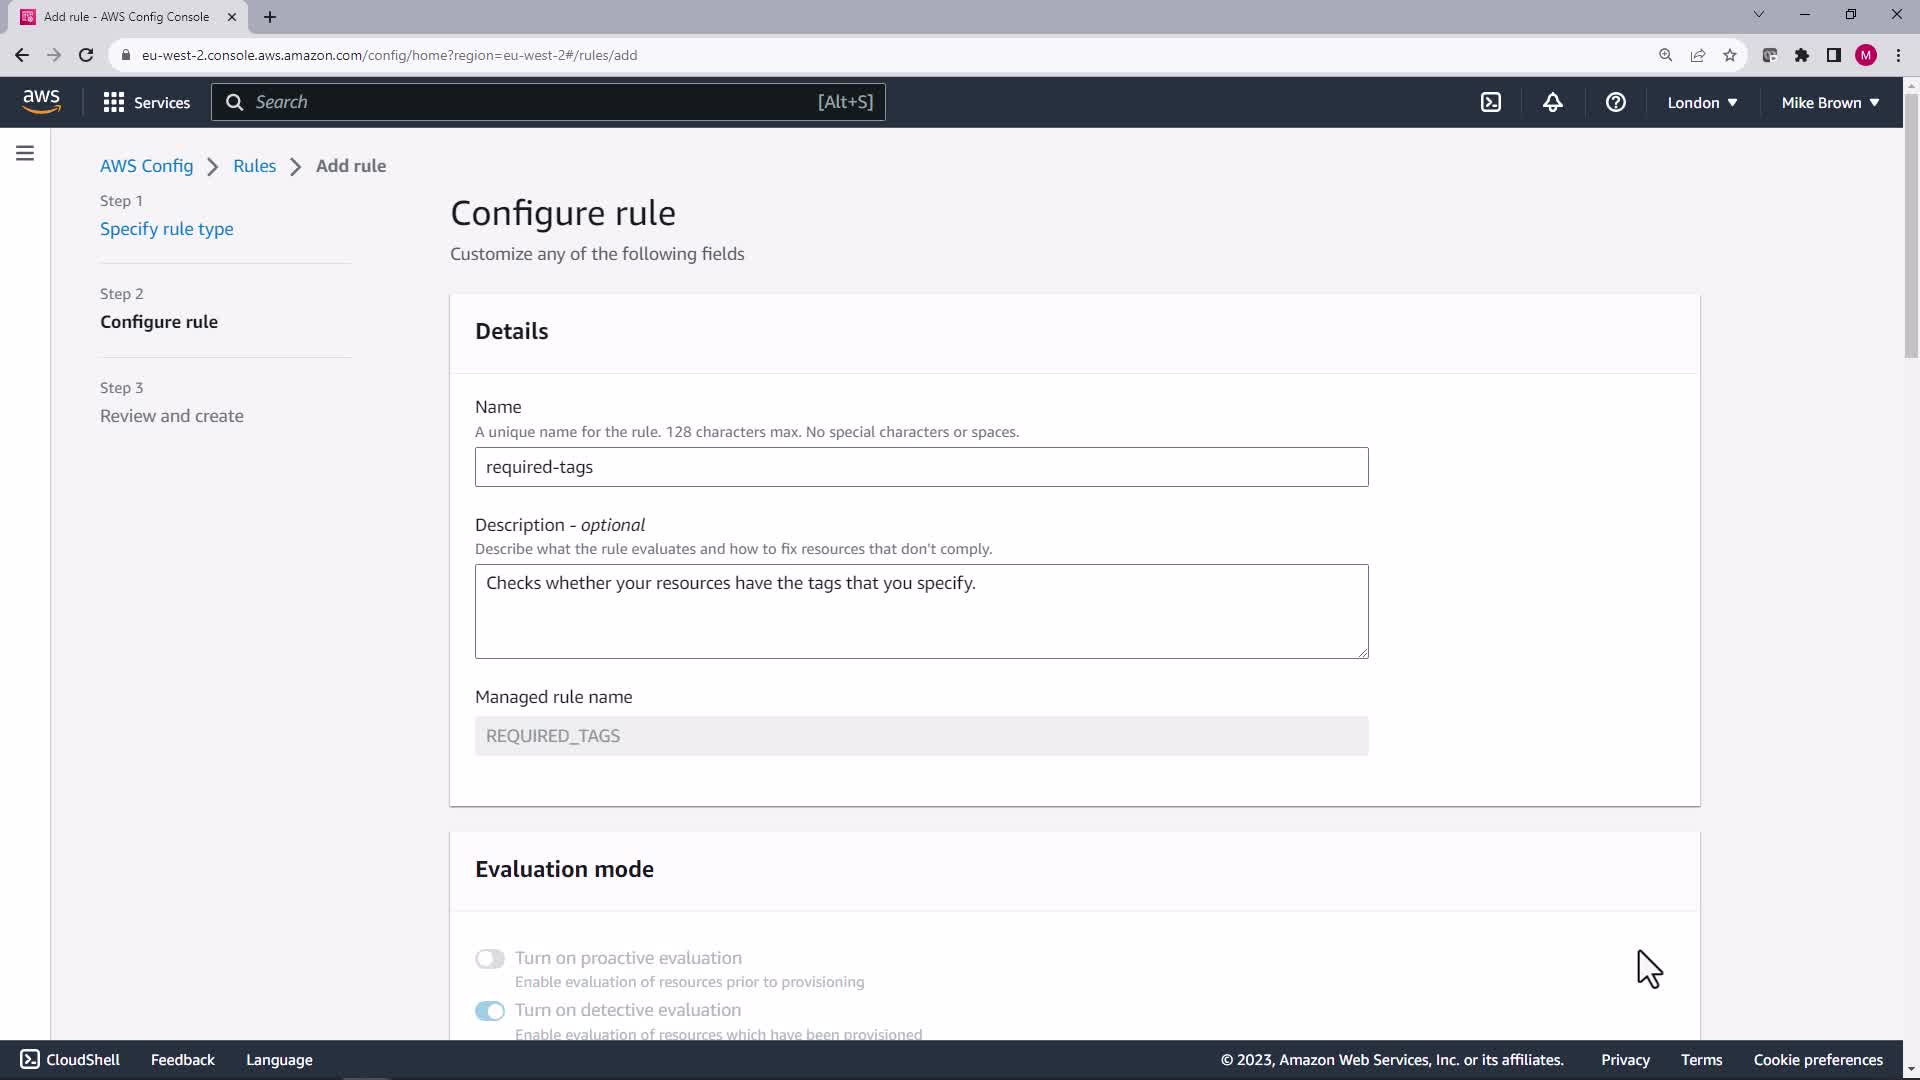 Add rule - AWS Config Console
eu-west-2.console.aws.amazon.com/config/home?region=eu-west-2#/rules/add
M
aws
Services
Search
[Alt+S]
London
Mike Brown
AWS Config
Rules
Add rule
Step 1
Specify rule type
Step 2
Configure rule
Step 3
Review and create
Configure rule
Customize any of the following fields
Details
Name
A unique name for the rule. 128 characters max. No special characters or spaces.
required-tags
Description - optional
Describe what the rule evaluates and how to fix resources that don't comply.
Checks whether your resources have the tags that you specify.
Managed rule name
REQUIRED_TAGS
Evaluation mode
Turn on proactive evaluation
Enable evaluation of resources prior to provisioning
Turn on detective evaluation
Enable evaluation of resources which have been provisioned
CloudShell
Feedback
Language
© 2023, Amazon Web Services, Inc. or its affiliates.
Privacy
Terms
Cookie preferences